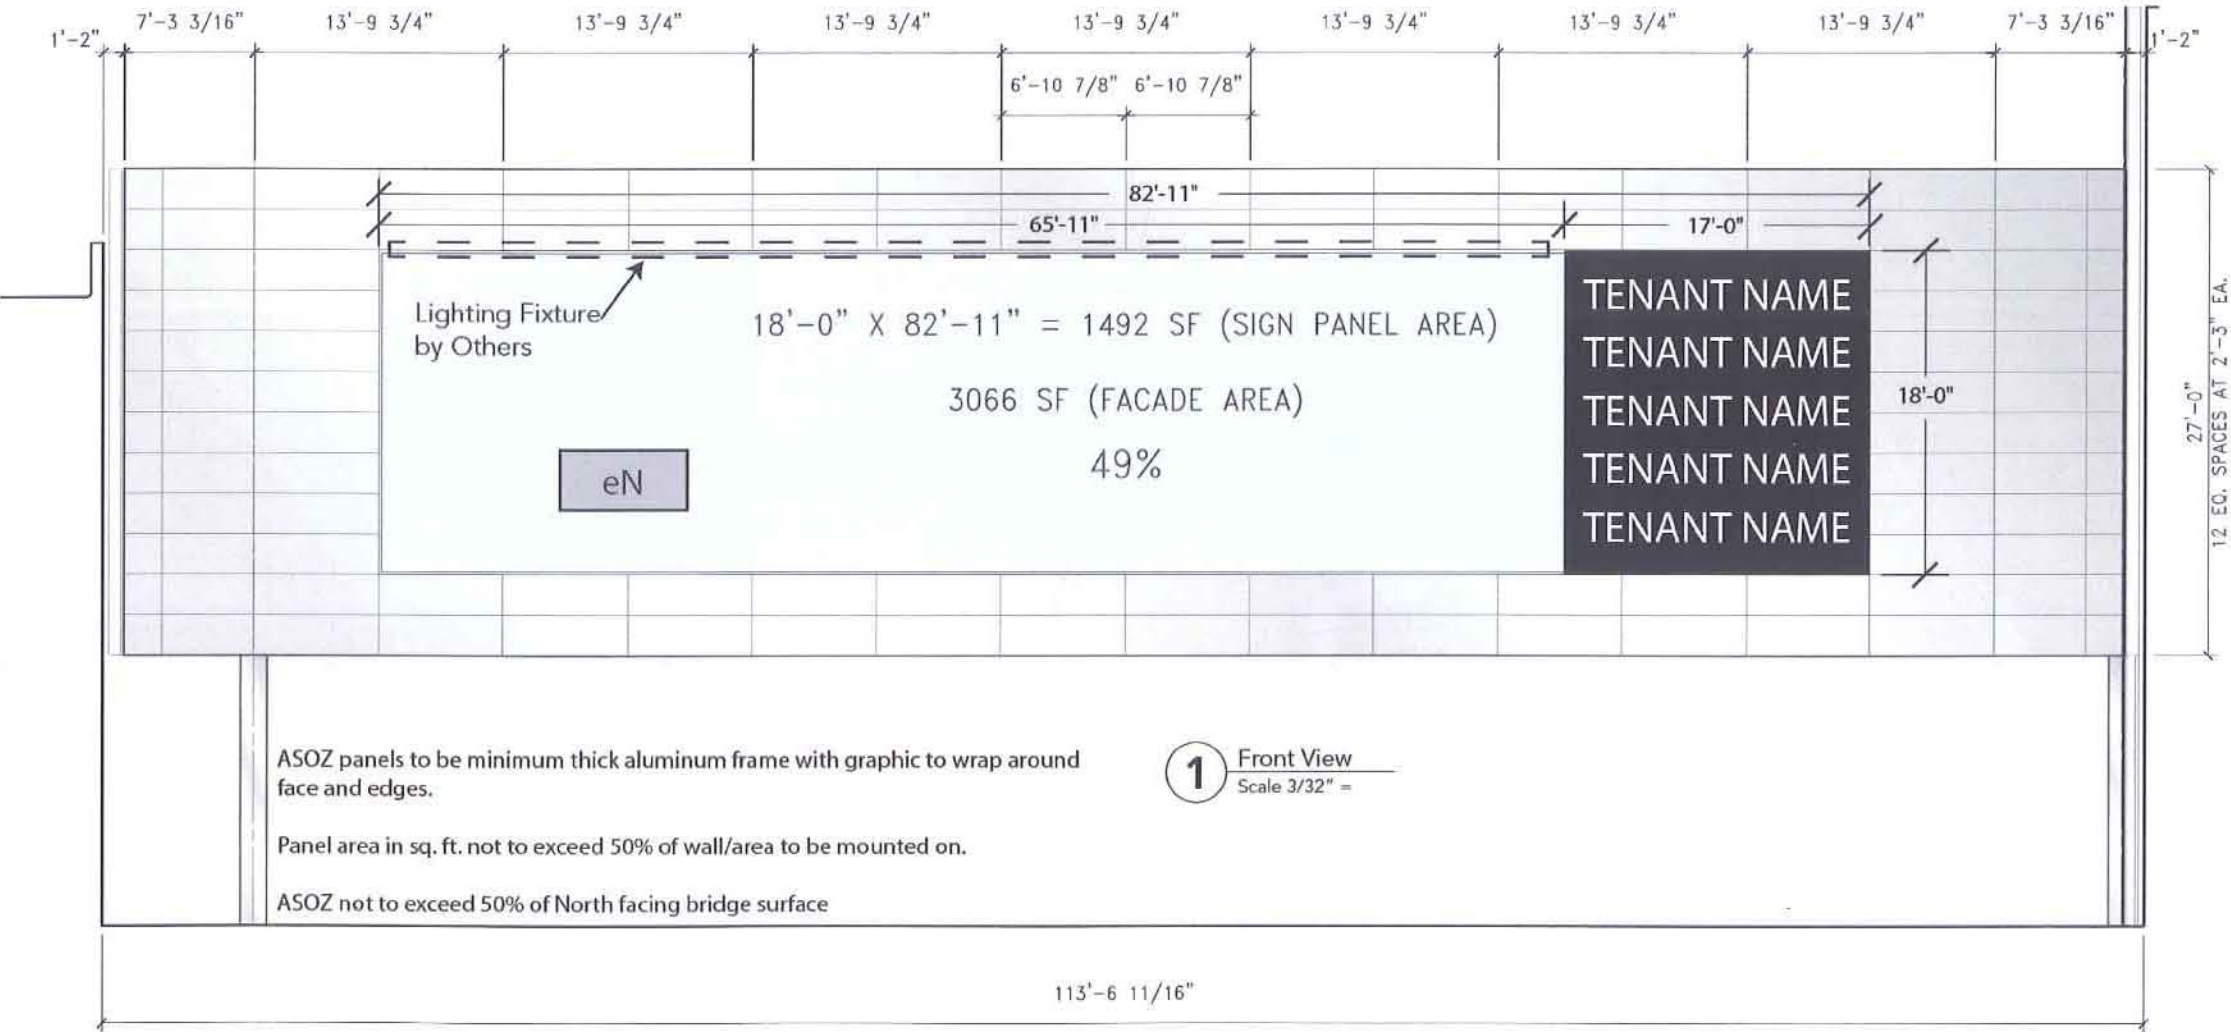 1'-2" 7'-3 3/16" 13'-9 3/4" 13'-9 3/4" 13'-9 3/4" 13'-9 3/4" 13'-9 3/4" 13'-9 3/4" 13'-9 3/4" 7'-3 3/16" 1'-2"
6'-10 7/8" 6'-10 7/8"
82'-11"
65'-11" 17'-0"
Lighting Fixture
by Others
18'-0" X 82'-11" = 1492 SF (SIGN PANEL AREA)
3066 SF (FACADE AREA)
49%
eN
TENANT NAME
TENANT NAME
TENANT NAME
TENANT NAME
TENANT NAME
18'-0"
27'-0"
12 EQ. SPACES AT 2'-3" EA.
ASOZ panels to be minimum thick aluminum frame with graphic to wrap around
face and edges.
Panel area in sq. ft. not to exceed 50% of wall/area to be mounted on.
ASOZ not to exceed 50% of North facing bridge surface
1 Front View
Scale 3/32" =
113'-6 11/16"